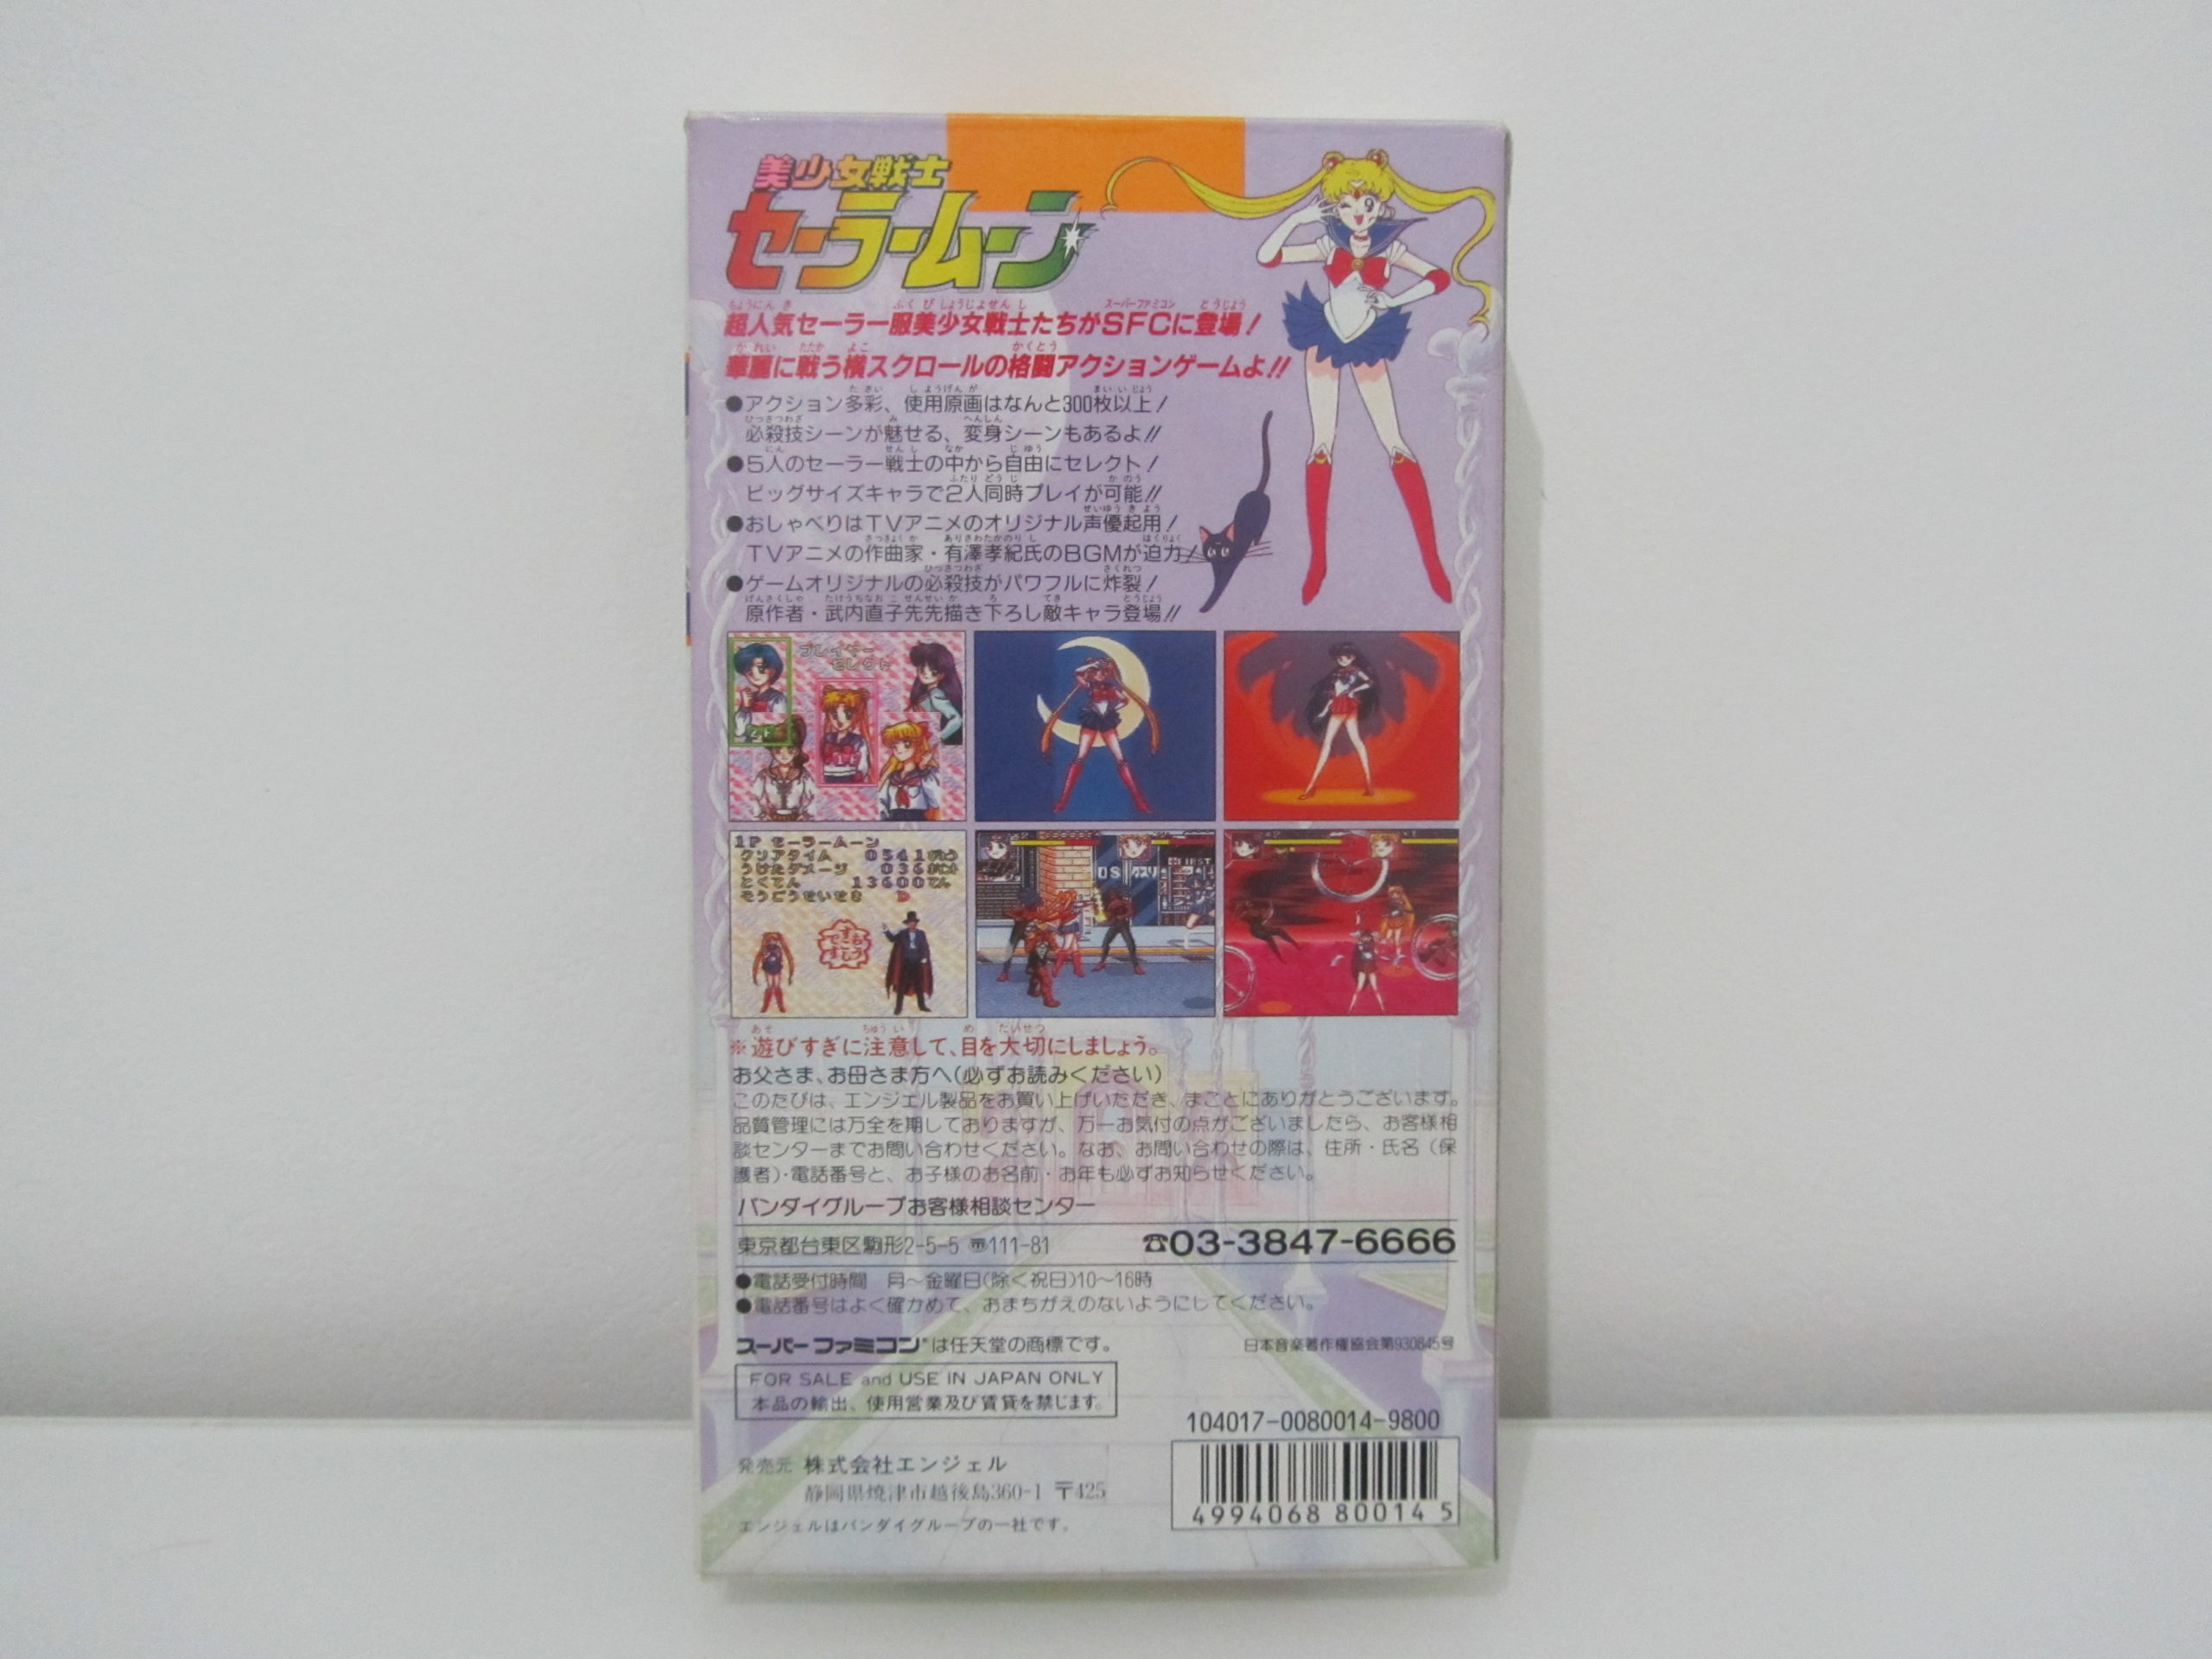 美少女戦士
セーラームーン
超人気セーラー服美少女戦士たちがSFCに登場!
華麗に戦う横スクロールの格闘アクションゲームよ!!
●アクション多彩、使用原画はなんと300枚以上!
必殺技シーンが魅せる、変身シーンもあるよ!!
●5人のセーラー戦士の中から自由にセレクト!
ビッグサイズキャラで2人同時プレイが可能!!
●おしゃべりはTVアニメのオリジナル声優起用!
TVアニメの作曲家・有澤孝紀氏のBGMが迫力!
●ゲームオリジナルの必殺技がパワフルに炸裂!
原作者・武内直子先先描き下ろし敵キャラ登場!!
プレイヤー
セレクト
1P セーラームーン
クリアタイム 0541びょう
うけたダメージ 036ポイント
とくてん 13600てん
そうごうせいせき D
※遊びすぎに注意して、目を大切にしましょう。
お父さま、お母さま方へ(必ずお読みください)
このたびは、エンジェル製品をお買い上げいただき、まことにありがとうございます。
品質管理には万全を期しておりますが、万一お気付の点がございましたら、お客様相
談センターまでお問い合わせください。なお、お問い合わせの際は、住所・氏名(保
護者)・電話番号と、お子様のお名前・お年も必ずお知らせください。
バンダイグループお客様相談センター
東京都台東区駒形2-5-5 〒111-81 ☎03-3847-6666
●電話受付時間 月～金曜日(除く祝日)10～16時
●電話番号はよく確かめて、おまちがえのないようにしてください。
スーパーファミコン®は任天堂の商標です。 日本音楽著作権協会第930845号
FOR SALE and USE IN JAPAN ONLY
本品の輸出、使用営業及び賃貸を禁じます。
104017-0080014-9800
発売元 株式会社エンジェル
静岡県焼津市越後島360-1 〒425
エンジェルはバンダイグループの一社です。
4994068 80014 5